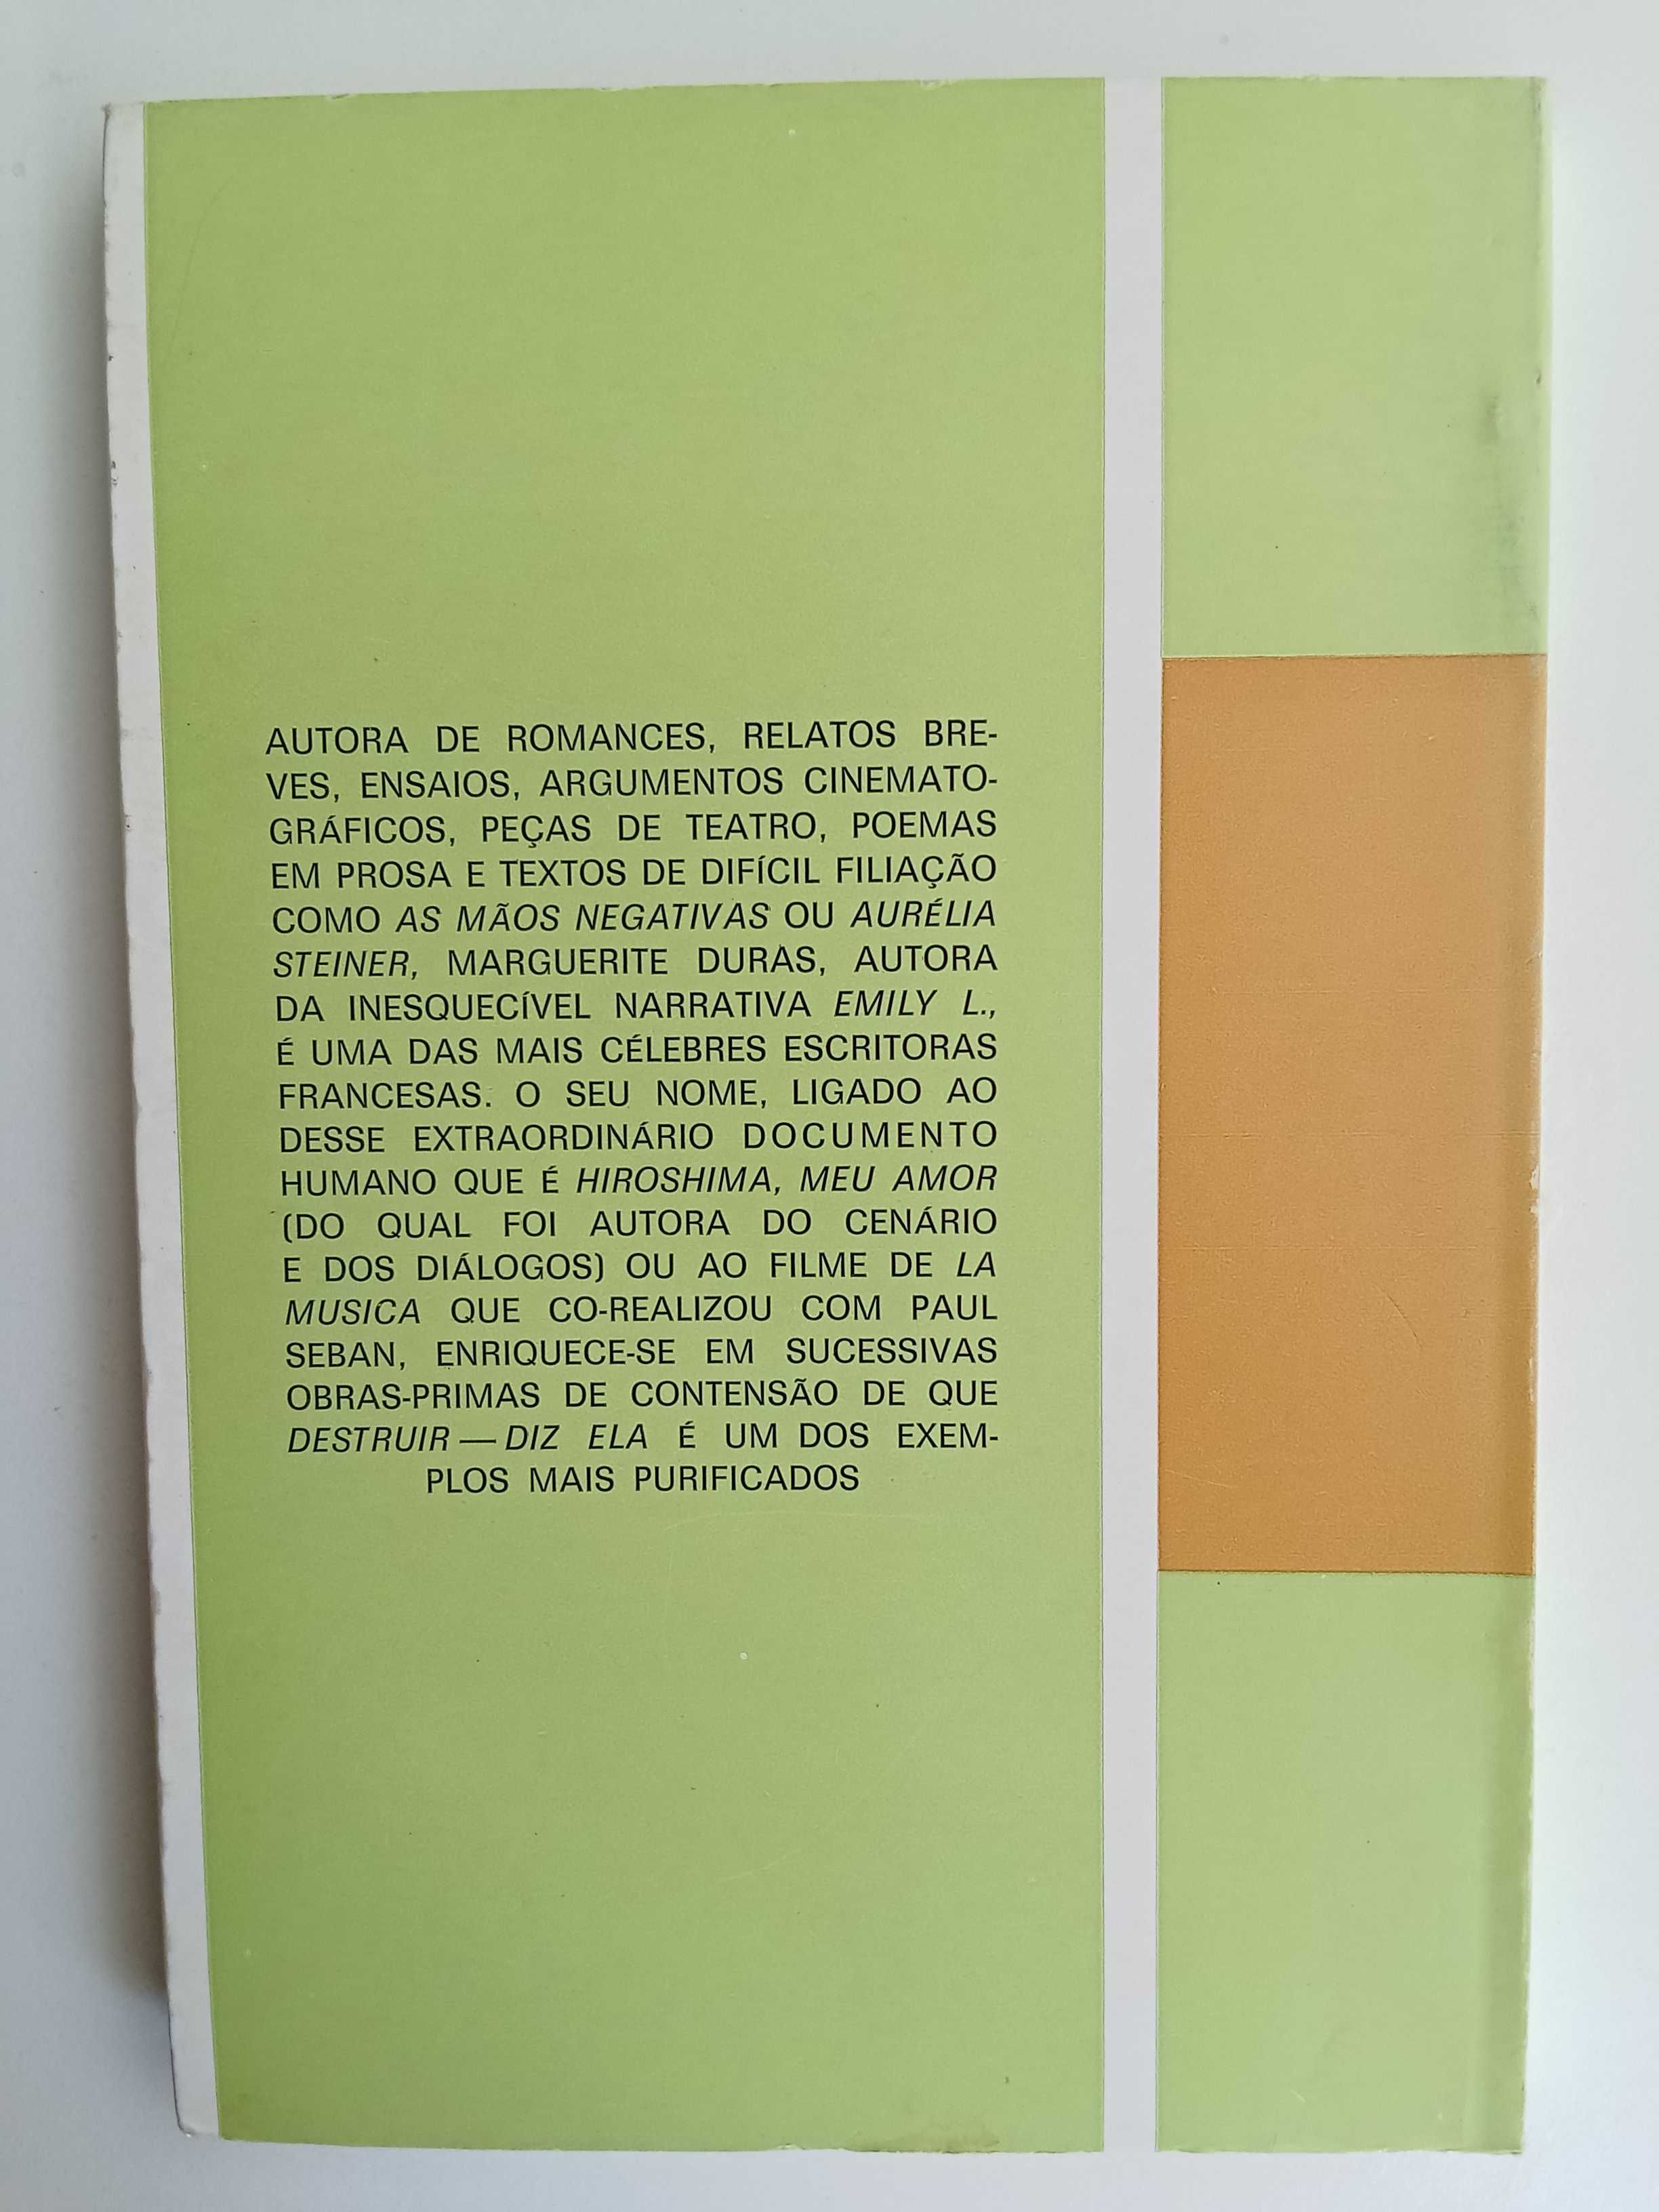 AUTORA DE ROMANCES, RELATOS BRE-
VES, ENSAIOS, ARGUMENTOS CINEMATO-
GRÁFICOS, PEÇAS DE TEATRO, POEMAS
EM PROSA E TEXTOS DE DIFÍCIL FILIAÇÃO
COMO AS MÃOS NEGATIVAS OU AURÉLIA
STEINER, MARGUERITE DURAS, AUTORA
DA INESQUECÍVEL NARRATIVA EMILY L.,
É UMA DAS MAIS CÉLEBRES ESCRITORAS
FRANCESAS. O SEU NOME, LIGADO AO
DESSE EXTRAORDINÁRIO DOCUMENTO
HUMANO QUE É HIROSHIMA, MEU AMOR
(DO QUAL FOI AUTORA DO CENÁRIO
E DOS DIÁLOGOS) OU AO FILME DE LA
MUSICA QUE CO-REALIZOU COM PAUL
SEBAN, ENRIQUECE-SE EM SUCESSIVAS
OBRAS-PRIMAS DE CONTENSÃO DE QUE
DESTRUIR — DIZ ELA É UM DOS EXEM-
PLOS MAIS PURIFICADOS